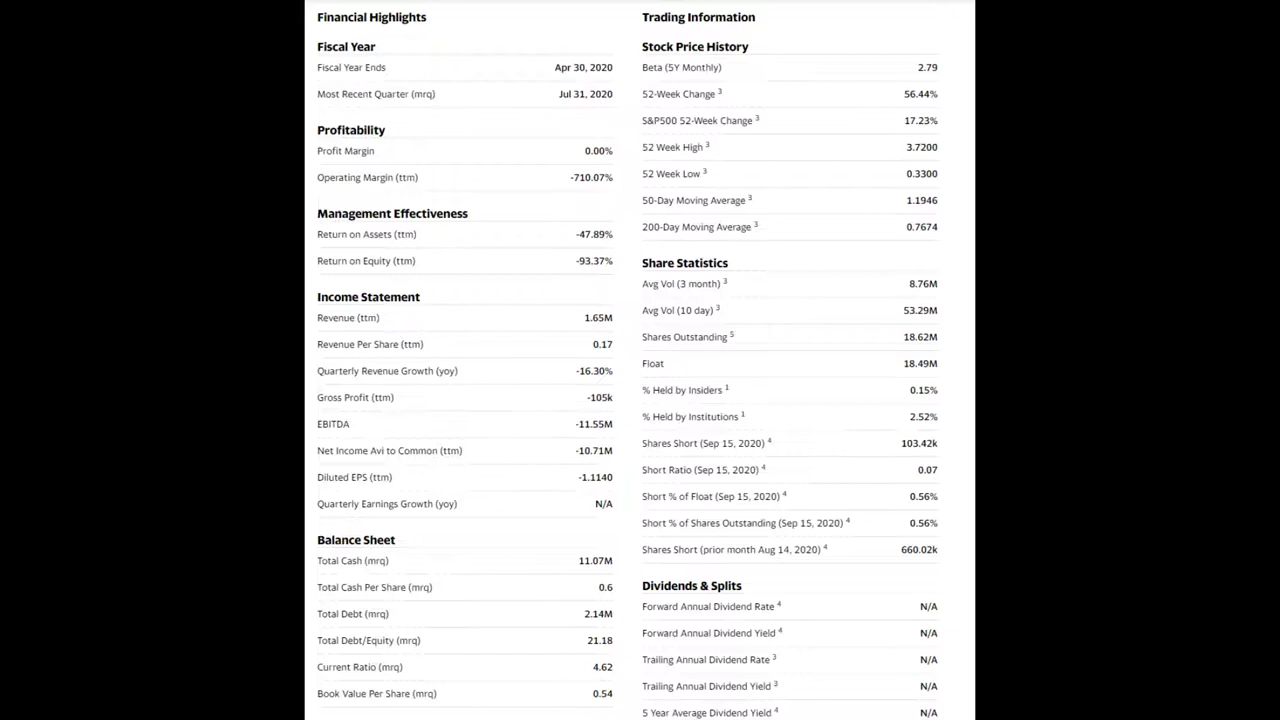 Financial Highlights
Fiscal Year
Fiscal Year Ends Apr 30, 2020
Most Recent Quarter (mrq) Jul 31, 2020
Profitability
Profit Margin 0.00%
Operating Margin (ttm) -710.07%
Management Effectiveness
Return on Assets (ttm) -47.89%
Return on Equity (ttm) -93.37%
Income Statement
Revenue (ttm) 1.65M
Revenue Per Share (ttm) 0.17
Quarterly Revenue Growth (yoy) -16.30%
Gross Profit (ttm) -105k
EBITDA -11.55M
Net Income Avi to Common (ttm) -10.71M
Diluted EPS (ttm) -1.1140
Quarterly Earnings Growth (yoy) N/A
Balance Sheet
Total Cash (mrq) 11.07M
Total Cash Per Share (mrq) 0.6
Total Debt (mrq) 2.14M
Total Debt/Equity (mrq) 21.18
Current Ratio (mrq) 4.62
Book Value Per Share (mrq) 0.54
Trading Information
Stock Price History
Beta (5Y Monthly) 2.79
52-Week Change 3 56.44%
S&P500 52-Week Change 3 17.23%
52 Week High 3 3.7200
52 Week Low 3 0.3300
50-Day Moving Average 3 1.1946
200-Day Moving Average 3 0.7674
Share Statistics
Avg Vol (3 month) 3 8.76M
Avg Vol (10 day) 3 53.29M
Shares Outstanding 5 18.62M
Float 18.49M
% Held by Insiders 1 0.15%
% Held by Institutions 1 2.52%
Shares Short (Sep 15, 2020) 4 103.42k
Short Ratio (Sep 15, 2020) 4 0.07
Short % of Float (Sep 15, 2020) 4 0.56%
Short % of Shares Outstanding (Sep 15, 2020) 4 0.56%
Shares Short (prior month Aug 14, 2020) 4 660.02k
Dividends & Splits
Forward Annual Dividend Rate 4 N/A
Forward Annual Dividend Yield 4 N/A
Trailing Annual Dividend Rate 3 N/A
Trailing Annual Dividend Yield 3 N/A
5 Year Average Dividend Yield 4 N/A